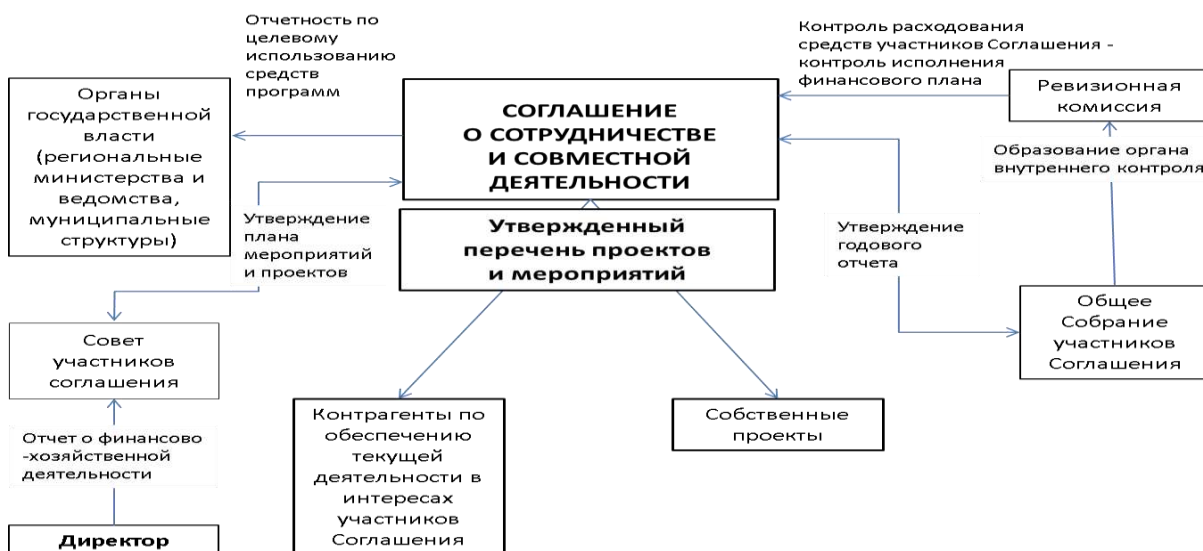 Отчетность по
целевому
использованию
средств
программ
Контроль расходования
средств участников Соглашения -
контроль исполнения
финансового плана
Органы
государственной
власти
(региональные
министерства и
ведомства,
муниципальные
структуры)
СОГЛАШЕНИЕ
О СОТРУДНИЧЕСТВЕ
И СОВМЕСТНОЙ
ДЕЯТЕЛЬНОСТИ
Ревизионная
комиссия
Образование органа
внутреннего контроля
Утверждение
плана
мероприятий
и проектов
Утвержденный
перечень проектов
и мероприятий
Утверждение
годового
отчета
Общее
Собрание
участников
Соглашения
Совет
участников
соглашения
Контрагенты по
обеспечению
текущей
деятельности в
интересах
участников
Соглашения
Собственные
проекты
Отчет о финансово
-хозяйственной
деятельности
Директор